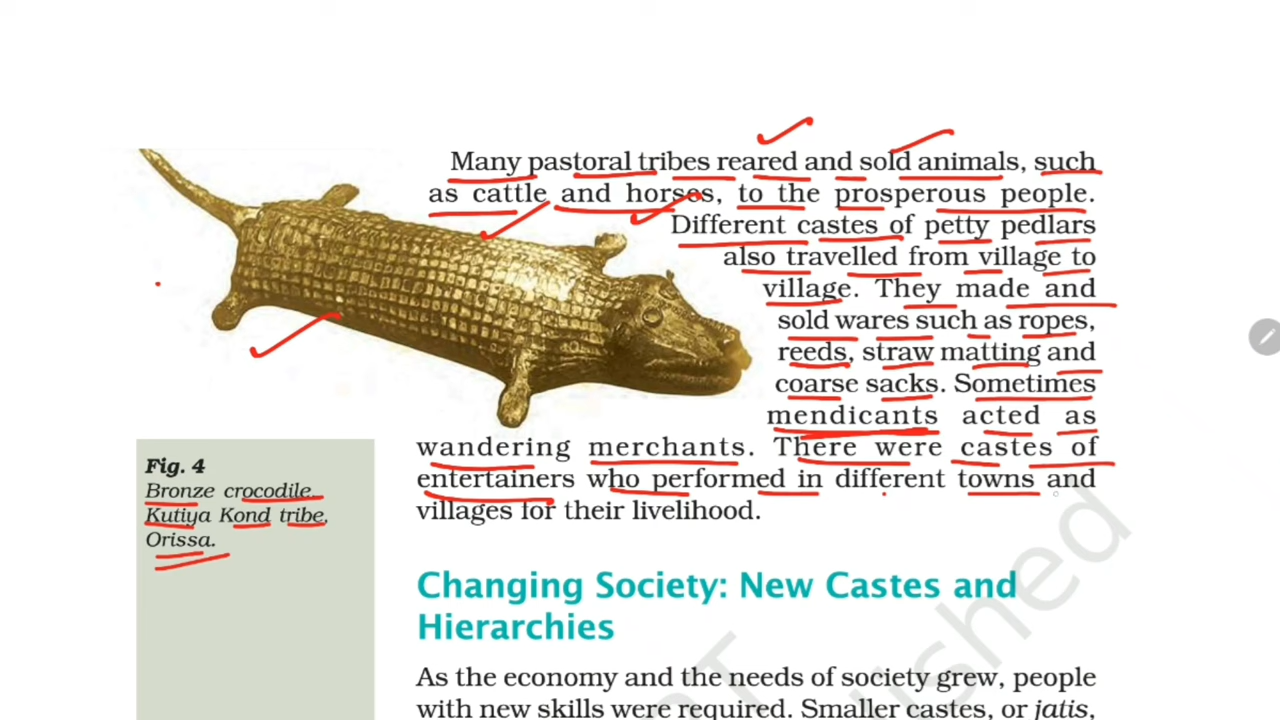 Many pastoral tribes reared and sold animals, such
as cattle and horses, to the prosperous people.
Different castes of petty pedlars
also travelled from village to
village. They made and
sold wares such as ropes,
reeds, straw matting and
coarse sacks. Sometimes
mendicants acted as
wandering merchants. There were castes of
entertainers who performed in different towns and
villages for their livelihood.
Fig. 4
Bronze crocodile,
Kutiya Kond tribe,
Orissa.
Changing Society: New Castes and
Hierarchies
As the economy and the needs of society grew, people
with new skills were required. Smaller castes, or jatis,